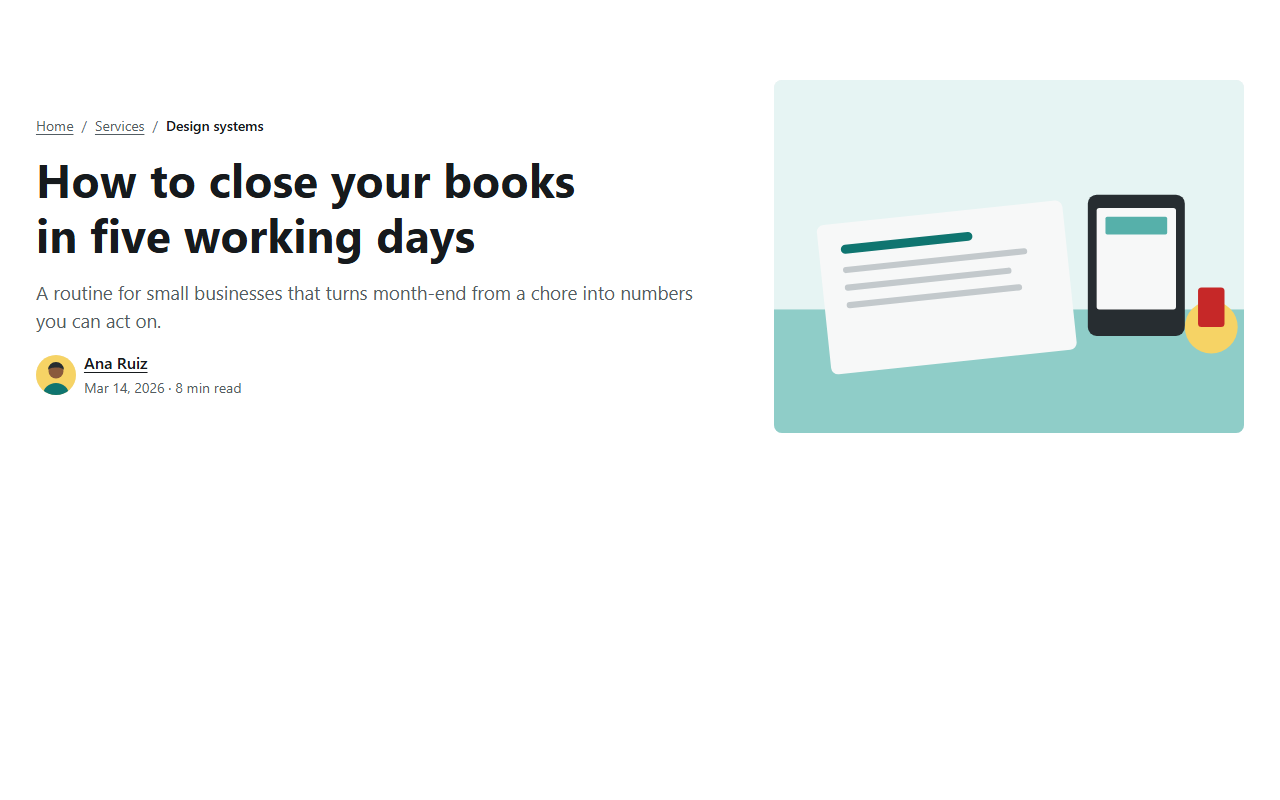 Home / Services / Design systems
How to close your books
in five working days
A routine for small businesses that turns month-end from a chore into numbers
you can act on.
Ana Ruiz
Mar 14, 2026 · 8 min read